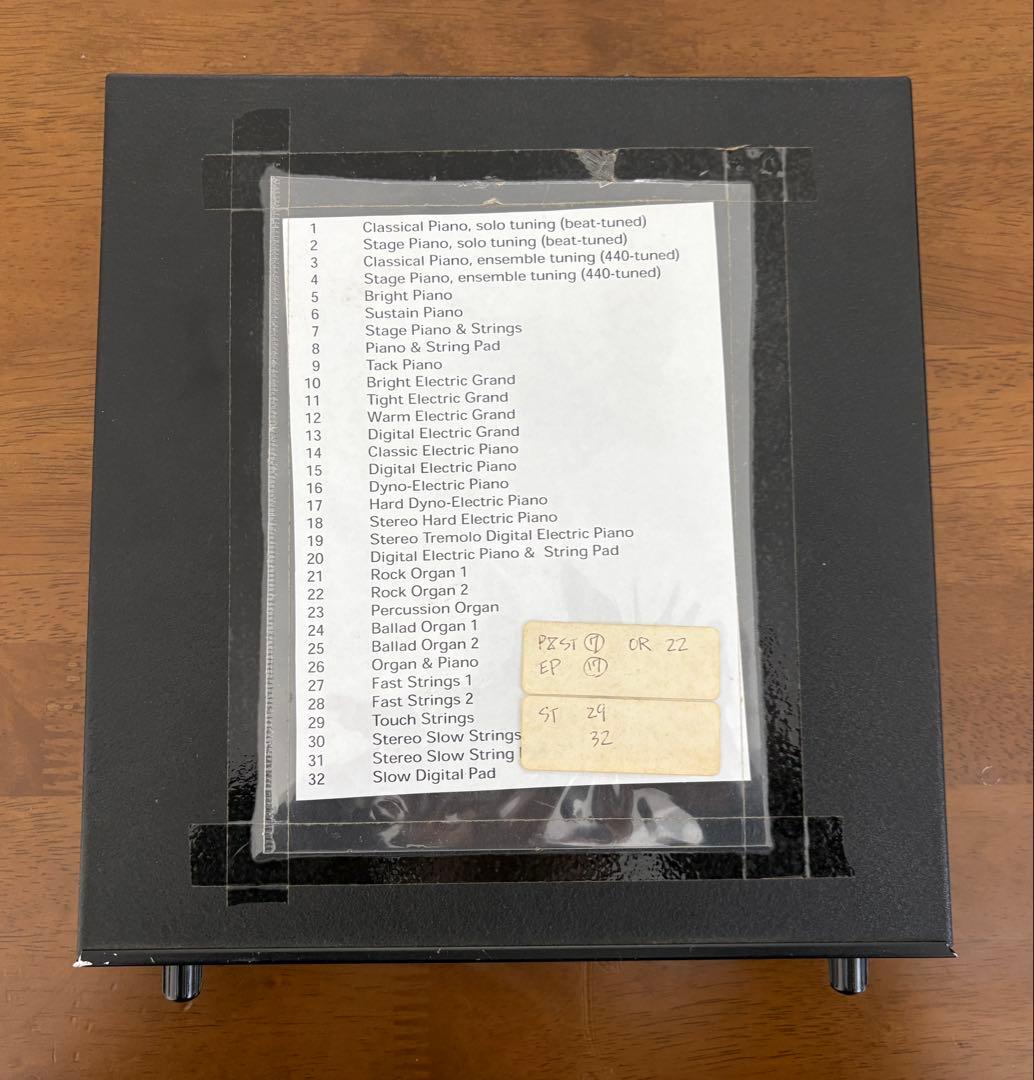 1 Classical Piano, solo tuning (beat-tuned)
2 Stage Piano, solo tuning (beat-tuned)
3 Classical Piano, ensemble tuning (440-tuned)
4 Stage Piano, ensemble tuning (440-tuned)
5 Bright Piano
6 Sustain Piano
7 Stage Piano & Strings
8 Piano & String Pad
9 Tack Piano
10 Bright Electric Grand
11 Tight Electric Grand
12 Warm Electric Grand
13 Digital Electric Grand
14 Classic Electric Piano
15 Digital Electric Piano
16 Dyno-Electric Piano
17 Hard Dyno-Electric Piano
18 Stereo Hard Electric Piano
19 Stereo Tremolo Digital Electric Piano
20 Digital Electric Piano & String Pad
21 Rock Organ 1
22 Rock Organ 2
23 Percussion Organ
24 Ballad Organ 1
25 Ballad Organ 2
26 Organ & Piano
27 Fast Strings 1
28 Fast Strings 2
29 Touch Strings
30 Stereo Slow Strings
31 Stereo Slow String
32 Slow Digital Pad
P&ST 7 OR 22
EP 17
ST 29
32